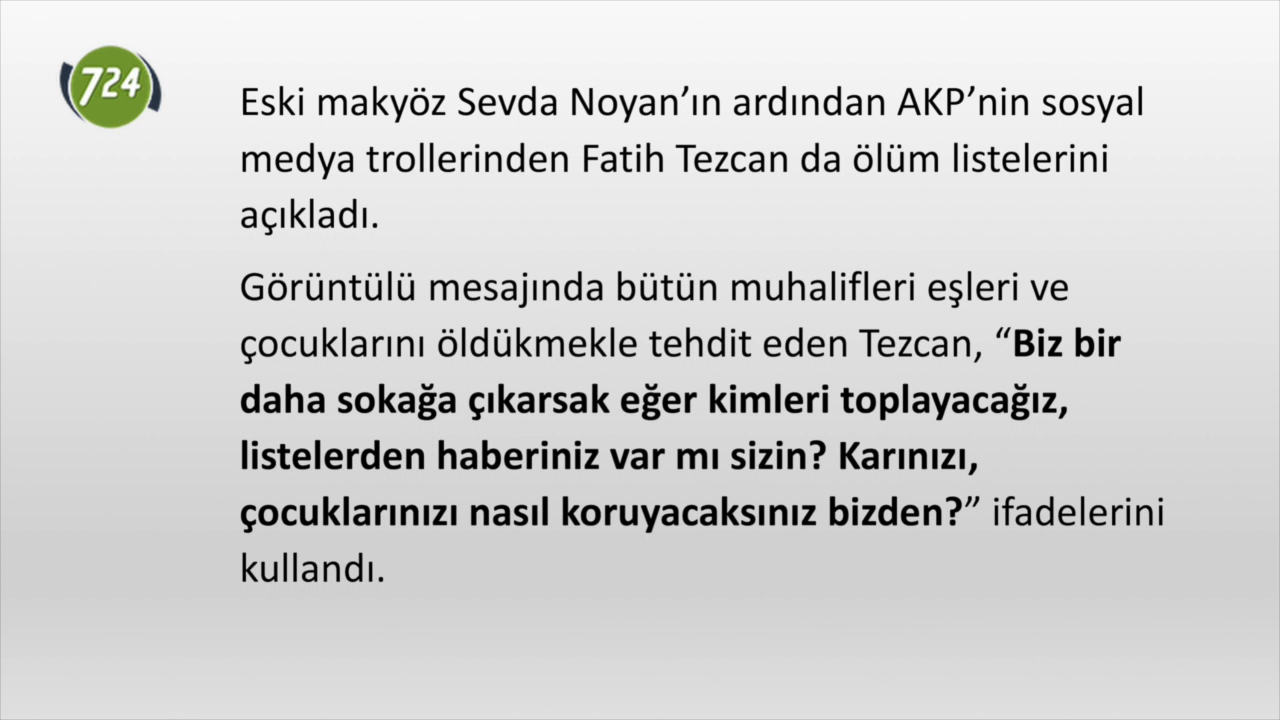 724
Eski makyöz Sevda Noyan’ın ardından AKP’nin sosyal
medya trollerinden Fatih Tezcan da ölüm listelerini
açıkladı.
Görüntülü mesajında bütün muhalifleri eşleri ve
çocuklarını öldükmekle tehdit eden Tezcan, “Biz bir
daha sokağa çıkarsak eğer kimleri toplayacağız,
listelerden haberiniz var mı sizin? Karınızı,
çocuklarınızı nasıl koruyacaksınız bizden?” ifadelerini
kullandı.